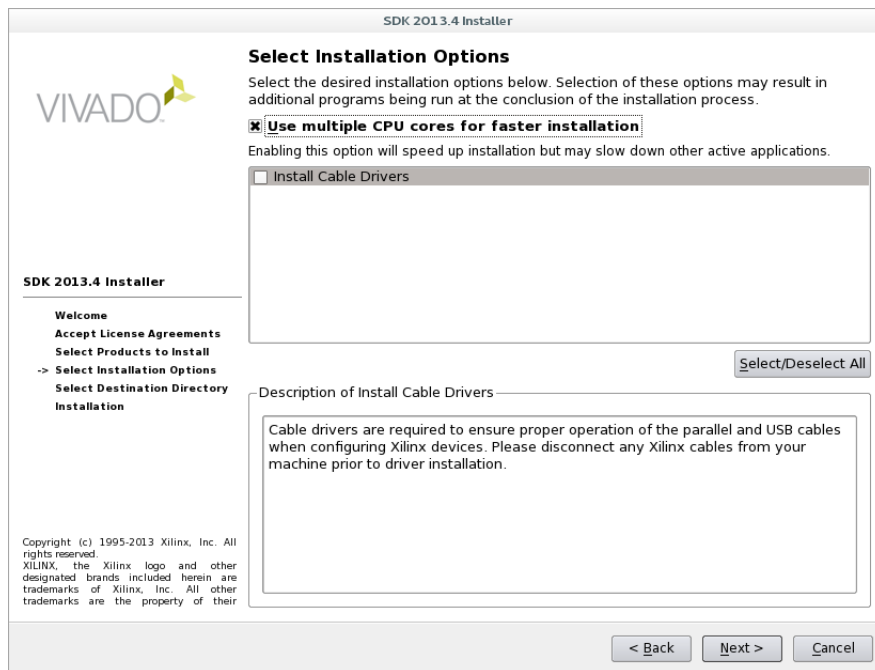 SDK 2013.4 Installer
VIVADO
Select Installation Options
Select the desired installation options below. Selection of these options may result in
additional programs being run at the conclusion of the installation process.
Use multiple CPU cores for faster installation
Enabling this option will speed up installation but may slow down other active applications.
Install Cable Drivers
SDK 2013.4 Installer
Welcome
Accept License Agreements
Select Products to Install
-> Select Installation Options
Select Destination Directory
Installation
Select/Deselect All
Description of Install Cable Drivers
Cable drivers are required to ensure proper operation of the parallel and USB cables
when configuring Xilinx devices. Please disconnect any Xilinx cables from your
machine prior to driver installation.
Copyright (c) 1995-2013 Xilinx, Inc. All
rights reserved.
XILINX, the Xilinx logo and other
designated brands included herein are
trademarks of Xilinx, Inc. All other
trademarks are the property of their
< Back
Next >
Cancel